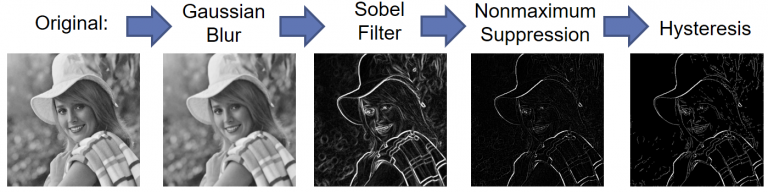 Original:
Gaussian
Blur
Sobel
Filter
Nonmaximum
Suppression
Hysteresis